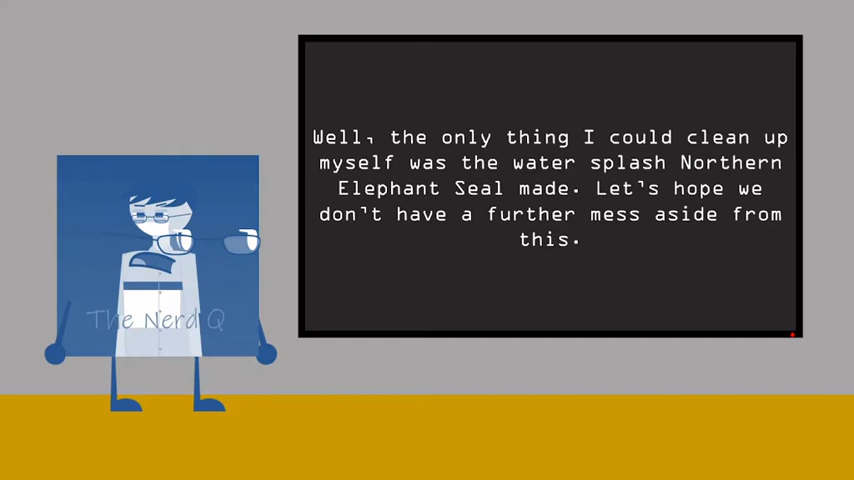 Well, the only thing I could clean up
myself was the water splash Northern
Elephant Seal made. Let's hope we
don't have a further mess aside from
this.
The Nerd Q